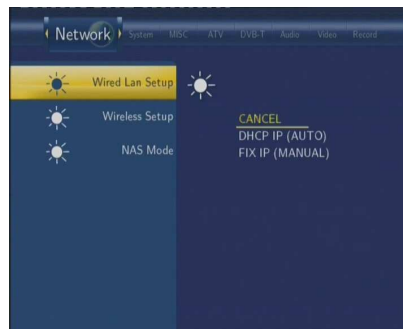 Network System MISC ATV DVB-T Audio Video Record
Wired Lan Setup
Wireless Setup
NAS Mode
CANCEL
DHCP IP (AUTO)
FIX IP (MANUAL)